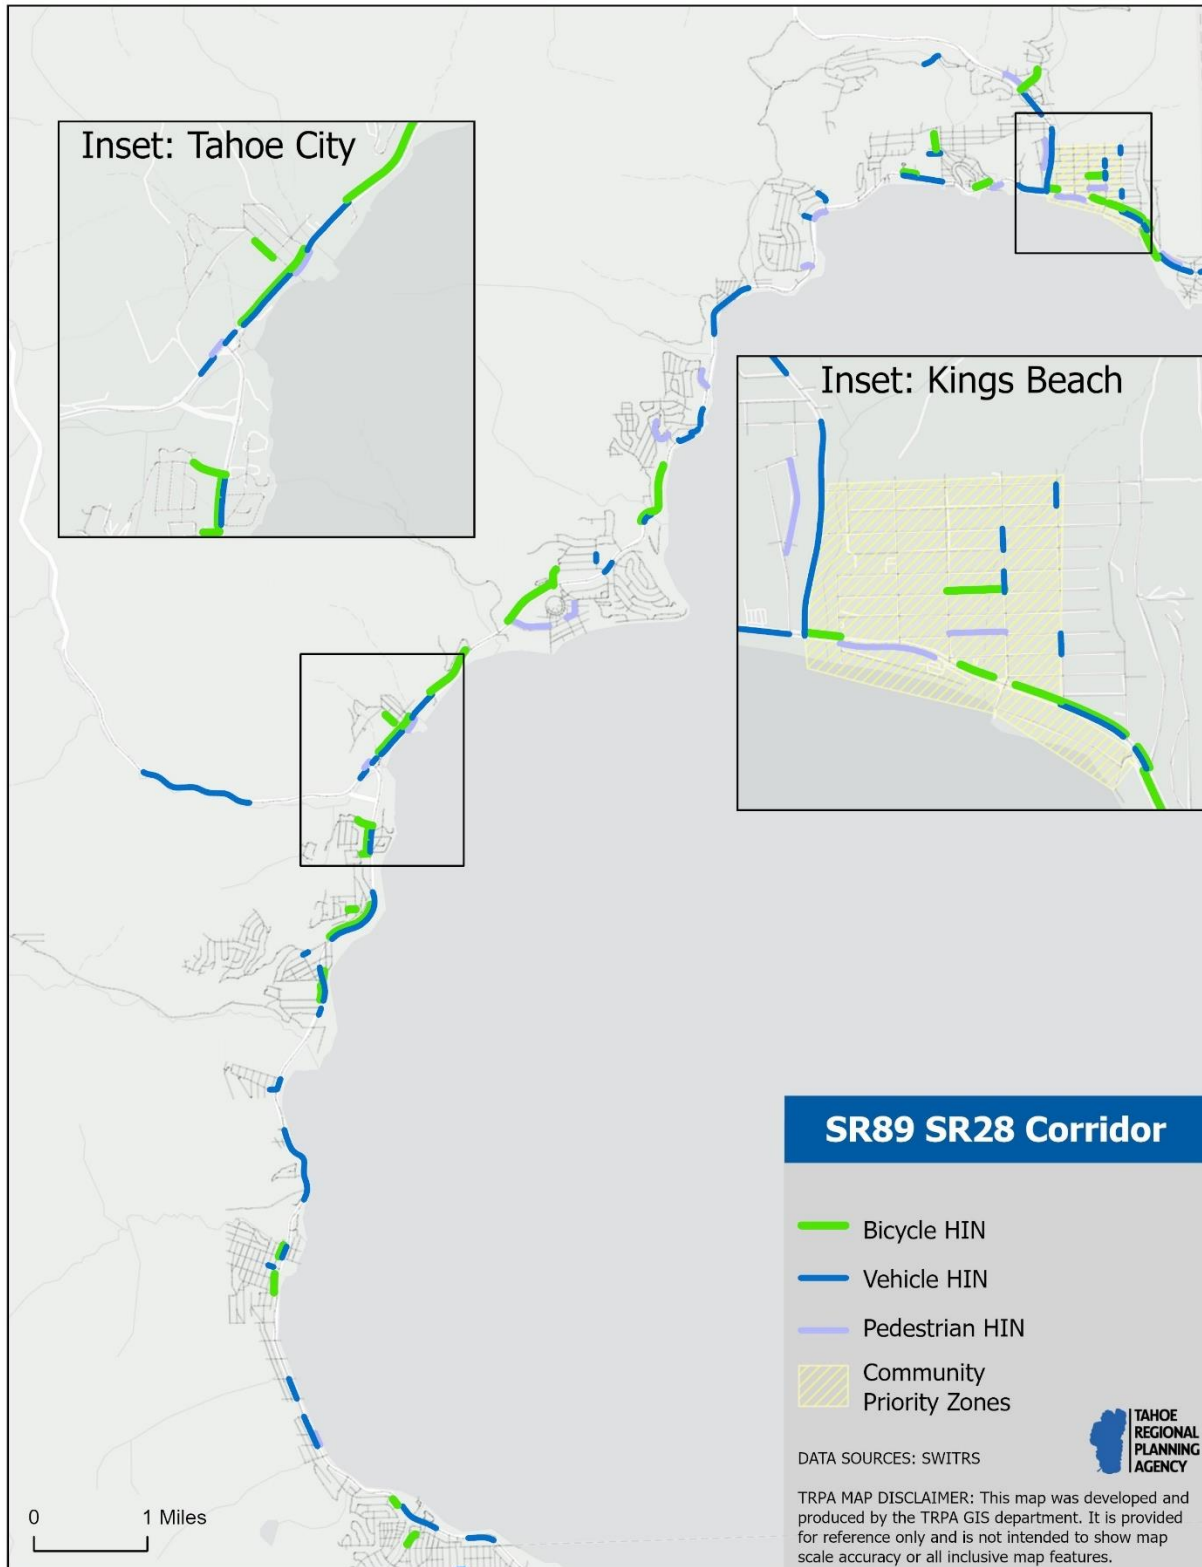 Inset: Tahoe City
Inset: Kings Beach
SR89 SR28 Corridor
Bicycle HIN
Vehicle HIN
Pedestrian HIN
Community
Priority Zones
TAHOE
REGIONAL
PLANNING
AGENCY
DATA SOURCES: SWITRS
TRPA MAP DISCLAIMER: This map was developed and
produced by the TRPA GIS department. It is provided
for reference only and is not intended to show map
scale accuracy or all inclusive map features.
0 1 Miles